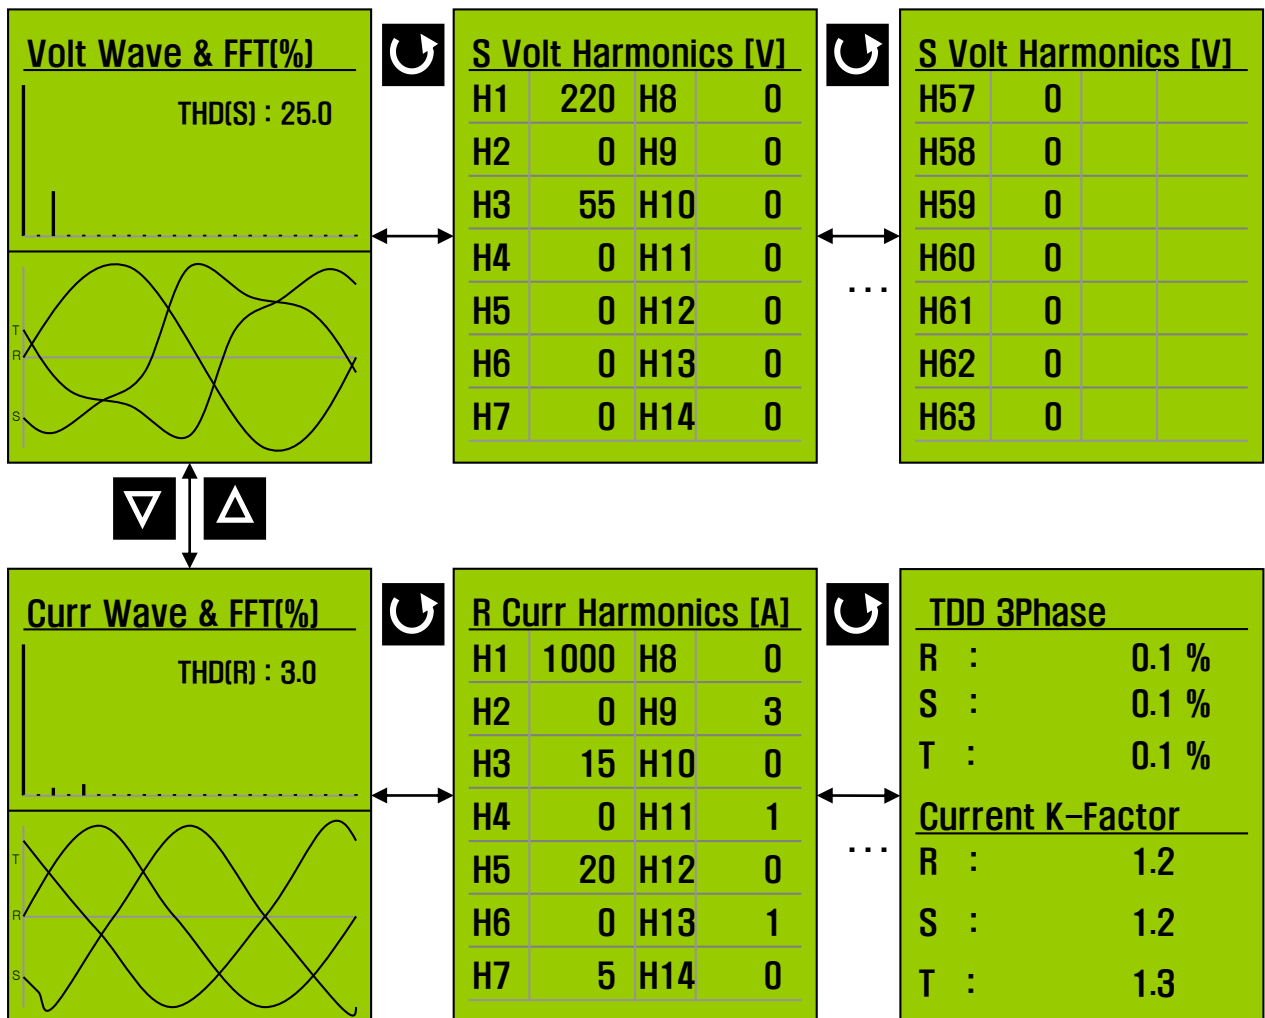 Volt Wave & FFT(%)
THD(S) : 25.0
T
R
S
S Volt Harmonics [V]
H1 220 H8 0
H2 0 H9 0
H3 55 H10 0
H4 0 H11 0
H5 0 H12 0
H6 0 H13 0
H7 0 H14 0
...
S Volt Harmonics [V]
H57 0
H58 0
H59 0
H60 0
H61 0
H62 0
H63 0
Curr Wave & FFT(%)
THD(R) : 3.0
T
R
S
R Curr Harmonics [A]
H1 1000 H8 0
H2 0 H9 3
H3 15 H10 0
H4 0 H11 1
H5 20 H12 0
H6 0 H13 1
H7 5 H14 0
...
TDD 3Phase
R : 0.1 %
S : 0.1 %
T : 0.1 %
Current K-Factor
R : 1.2
S : 1.2
T : 1.3